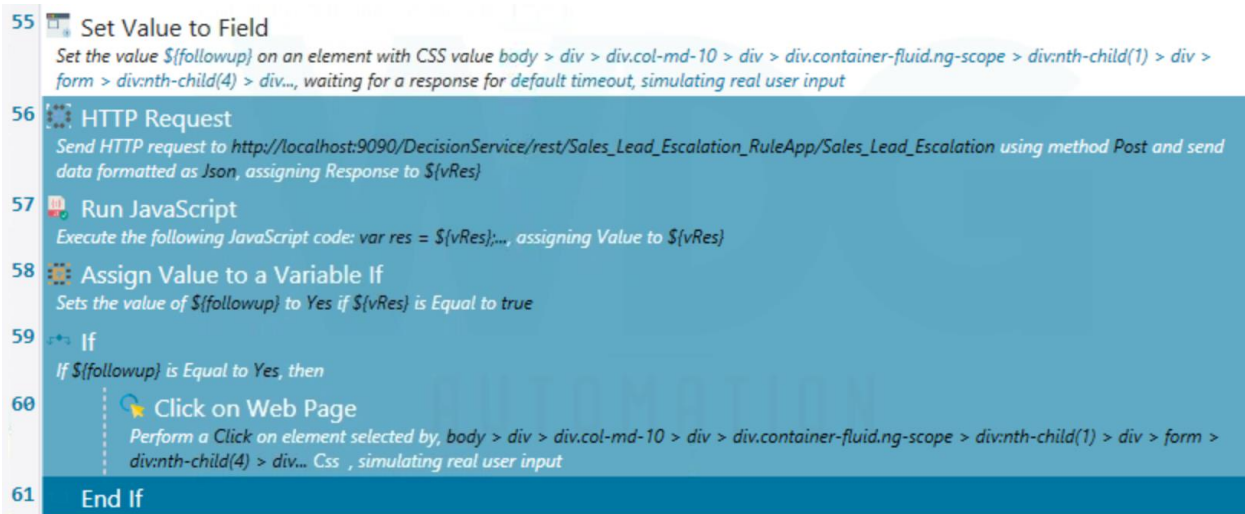 55 Set Value to Field
Set the value ${followup} on an element with CSS value body > div > div.col-md-10 > div > div.container-fluid.ng-scope > div:nth-child(1) > div >
form > div:nth-child(4) > div..., waiting for a response for default timeout, simulating real user input
56 HTTP Request
Send HTTP request to http://localhost:9090/DecisionService/rest/Sales_Lead_Escalation_RuleApp/Sales_Lead_Escalation using method Post and send
data formatted as Json, assigning Response to ${vRes}
57 Run JavaScript
Execute the following JavaScript code: var res = ${vRes};..., assigning Value to ${vRes}
58 Assign Value to a Variable If
Sets the value of ${followup} to Yes if ${vRes} is Equal to true
59 If
If ${followup} is Equal to Yes, then
60 Click on Web Page
Perform a Click on element selected by, body > div > div.col-md-10 > div > div.container-fluid.ng-scope > div:nth-child(1) > div > form >
div:nth-child(4) > div... Css , simulating real user input
61 End If
WDG
AUTOMATION